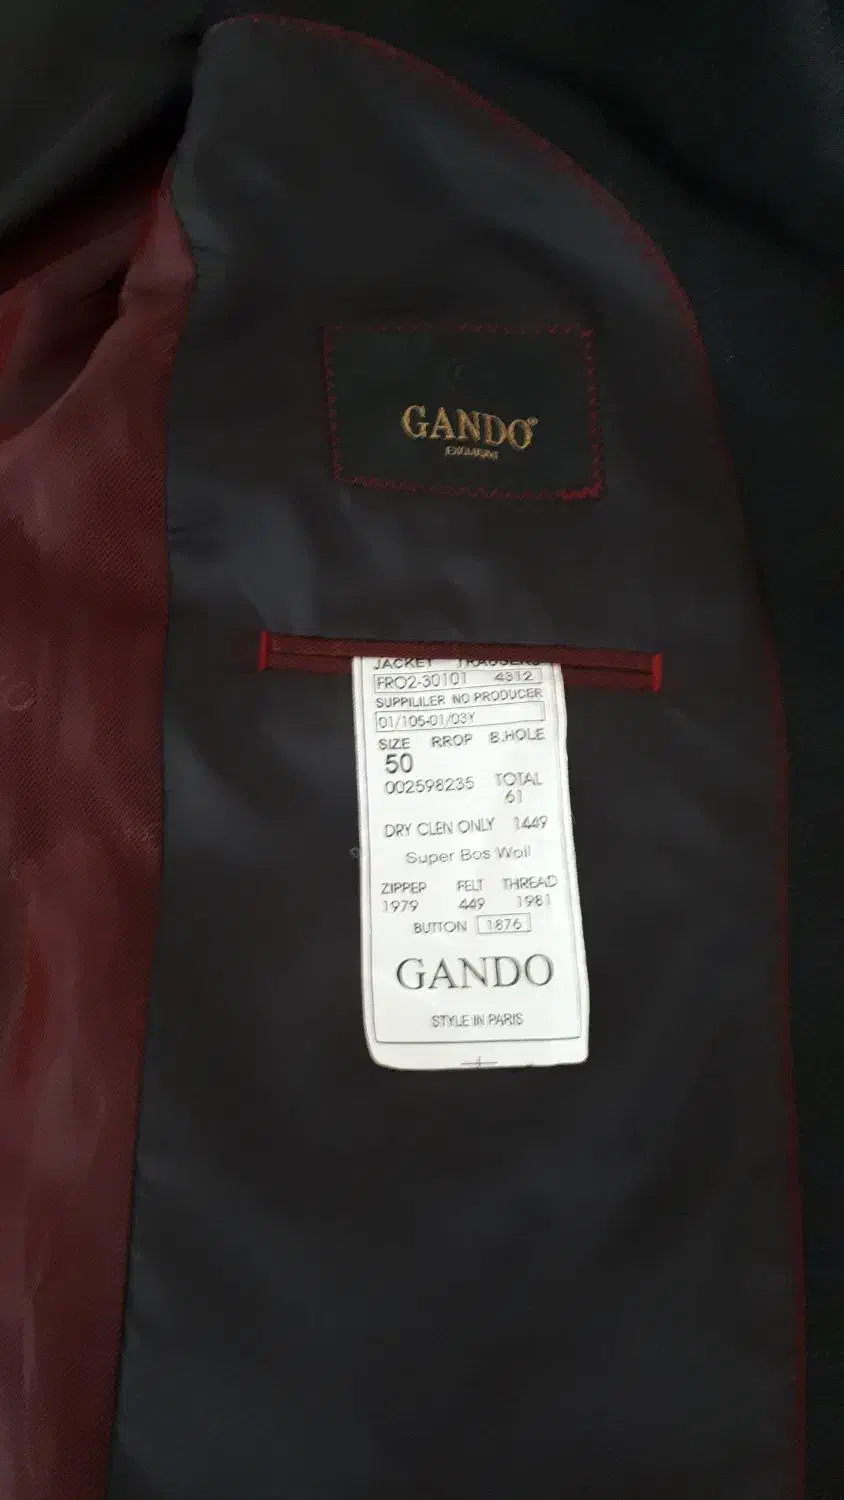 GANDO®
EXCLUSIVE
JACKET TRAUSERS
FRO2-30101 4312
SUPPILILER NO PRODUCER
01/105-01/03Y
SIZE RROP B.HOLE
50
002598235 TOTAL
61
DRY CLEN ONLY 1449
Super Bos Woil
ZIPPER FELT THREAD
1979 449 1981
BUTTON 1876
GANDO
STYLE IN PARIS